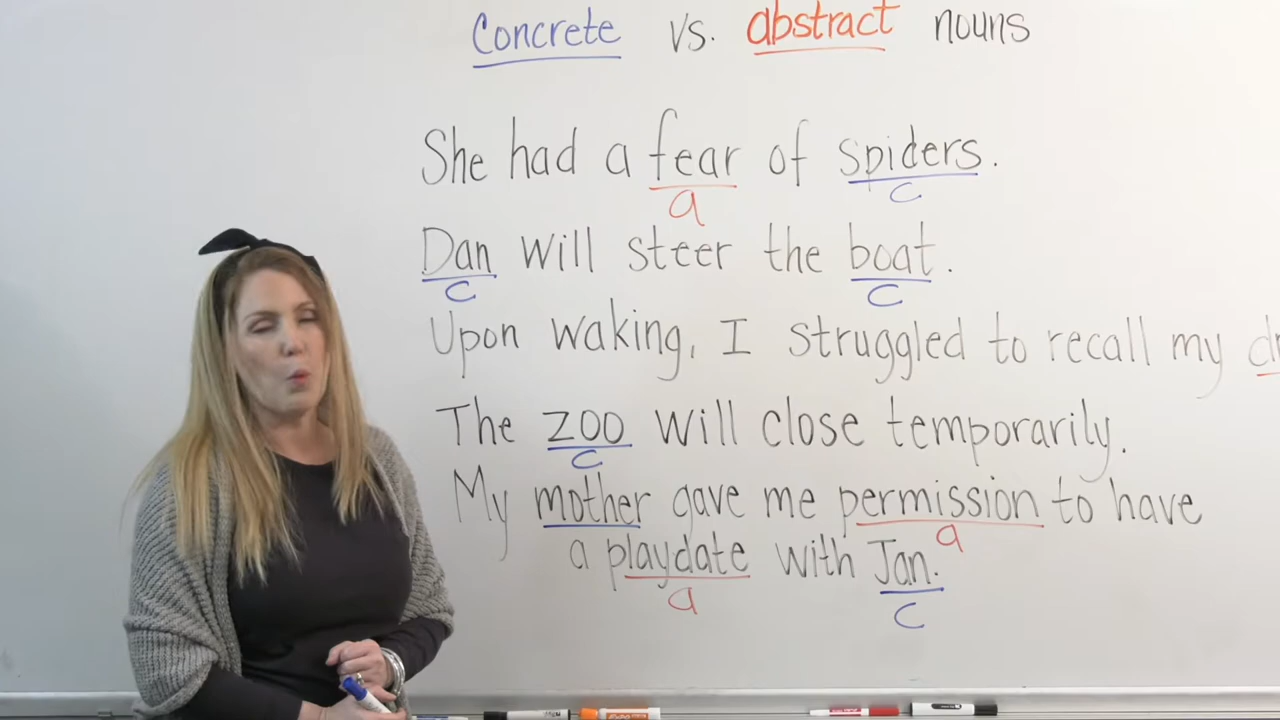 Concrete vs. abstract nouns
She had a fear of spiders.
a c
Dan will steer the boat.
c c
Upon waking, I struggled to recall my
The zoo will close temporarily.
c
My mother gave me permission to have
a
a playdate with Jan.
a c